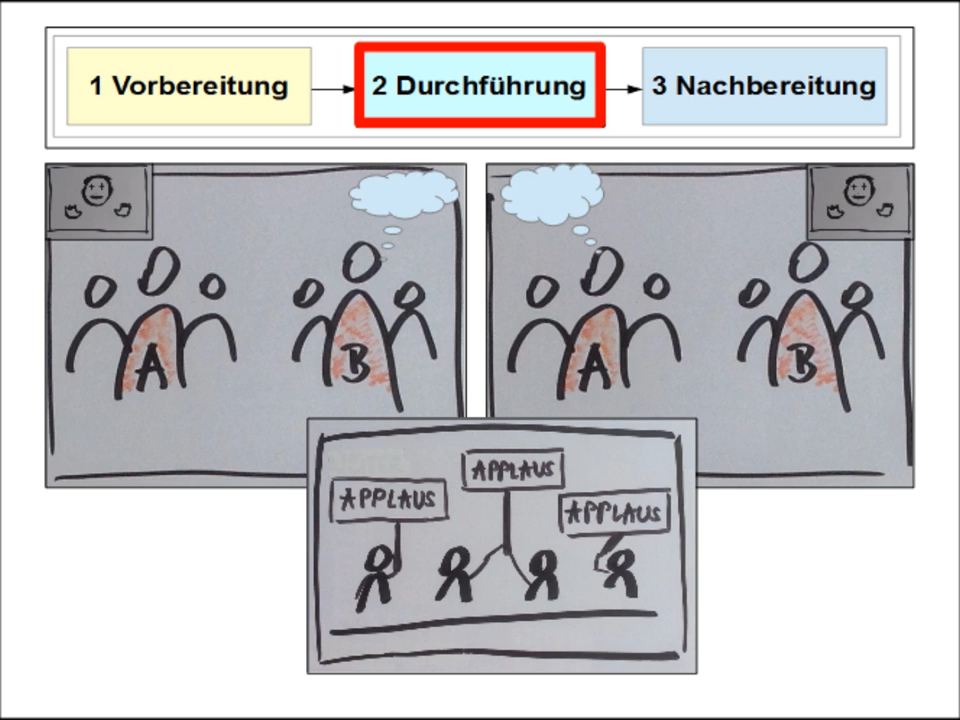 1 Vorbereitung
2 Durchführung
3 Nachbereitung
A
B
A
B
APPLAUS
APPLAUS
APPLAUS